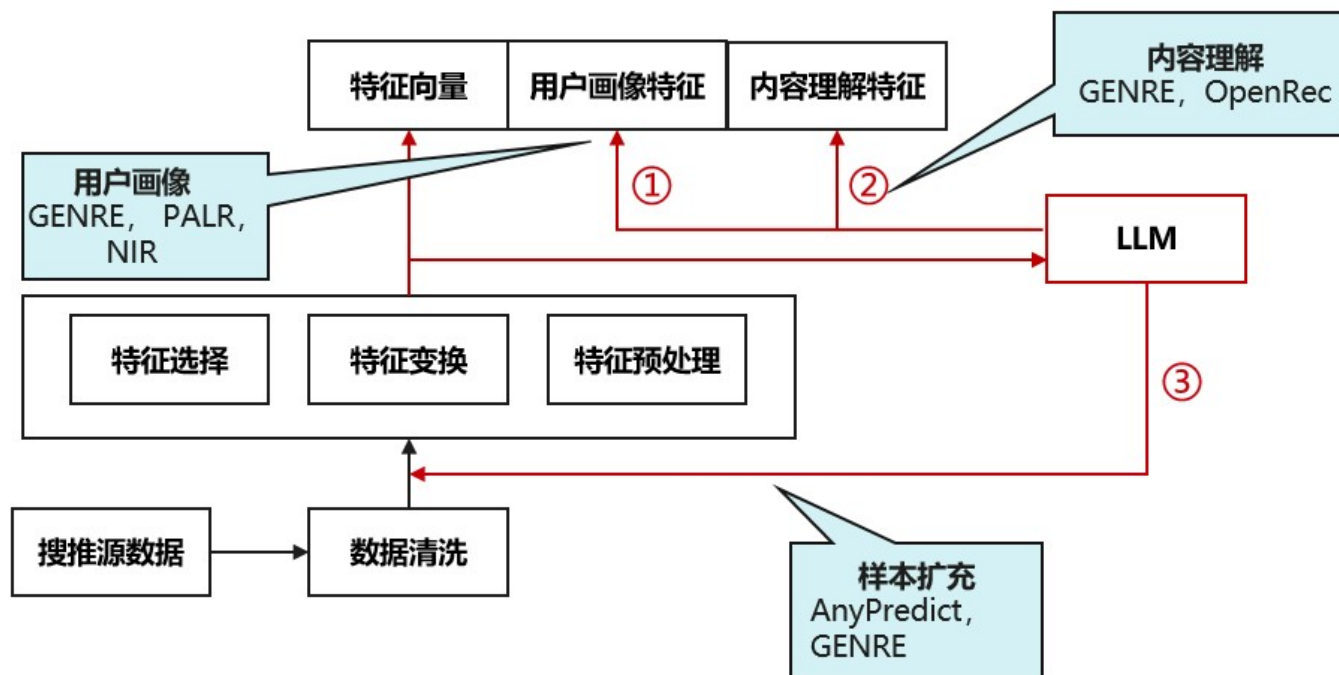 特征向量
用户画像特征
内容理解特征
内容理解
GENRE，OpenRec
用户画像
GENRE， PALR，
NIR
①
②
LLM
特征选择
特征变换
特征预处理
③
搜推源数据
数据清洗
样本扩充
AnyPredict，
GENRE